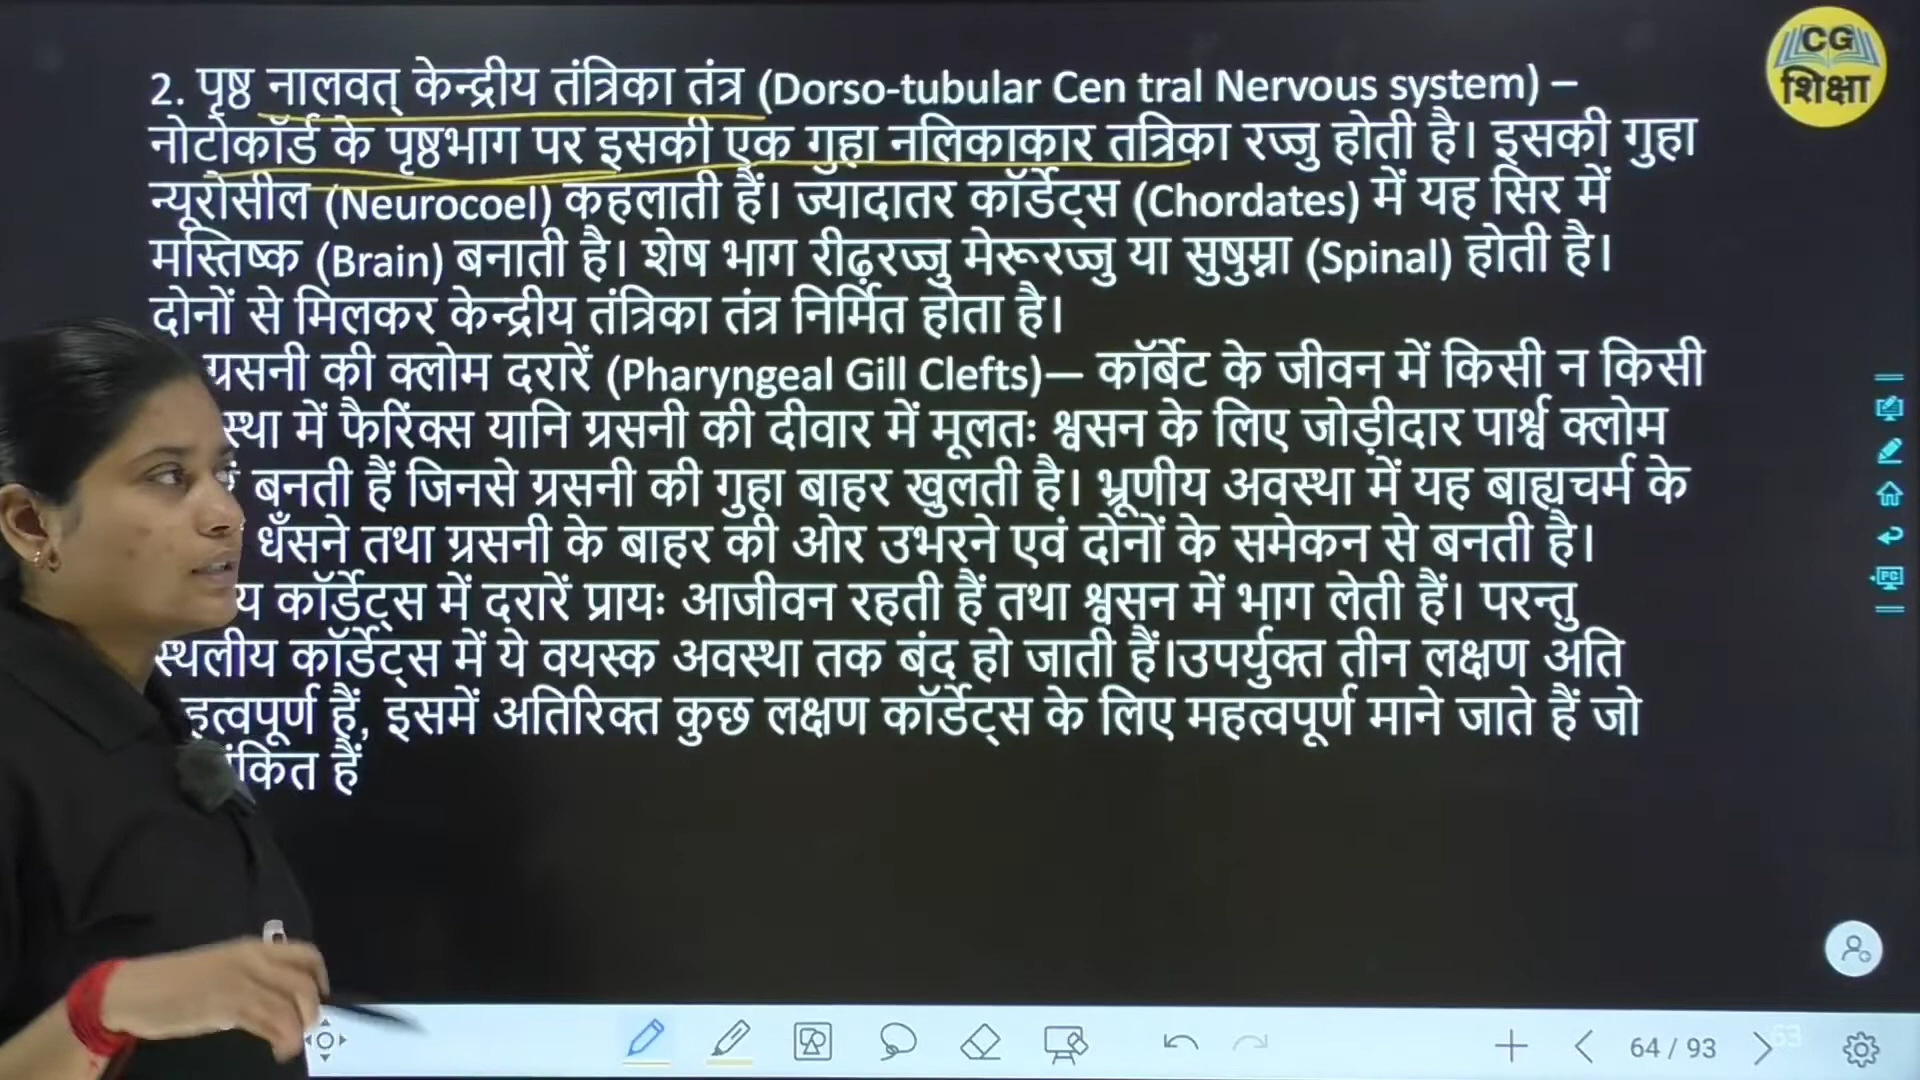 2. पृष्ठ नालवत् केन्द्रीय तंत्रिका तंत्र (Dorso-tubular Cen tral Nervous system) –
नोटोकॉर्ड के पृष्ठभाग पर इसकी एक गुहा नलिकाकार तत्रिका रज्जु होती है। इसकी गुहा
न्यूरोसील (Neurocoel) कहलाती हैं। ज्यादातर कॉर्डेट्स (Chordates) में यह सिर में
मस्तिष्क (Brain) बनाती है। शेष भाग रीढ़रज्जु मेरूरज्जु या सुषुम्ना (Spinal) होती है।
दोनों से मिलकर केन्द्रीय तंत्रिका तंत्र निर्मित होता है।
ग्रसनी की क्लोम दरारें (Pharyngeal Gill Clefts)— कॉर्बेट के जीवन में किसी न किसी
स्था में फैरिंक्स यानि ग्रसनी की दीवार में मूलतः श्वसन के लिए जोड़ीदार पार्श्व क्लोम
बनती हैं जिनसे ग्रसनी की गुहा बाहर खुलती है। भ्रूणीय अवस्था में यह बाह्यचर्म के
धँसने तथा ग्रसनी के बाहर की ओर उभरने एवं दोनों के समेकन से बनती है।
य कॉर्डेट्स में दरारें प्रायः आजीवन रहती हैं तथा श्वसन में भाग लेती हैं। परन्तु
स्थलीय कॉर्डेट्स में ये वयस्क अवस्था तक बंद हो जाती हैं।उपर्युक्त तीन लक्षण अति
हत्वपूर्ण हैं, इसमें अतिरिक्त कुछ लक्षण कॉर्डेट्स के लिए महत्वपूर्ण माने जाते हैं जो
ंकित हैं
CG
शिक्षा
PC
64 / 93
63